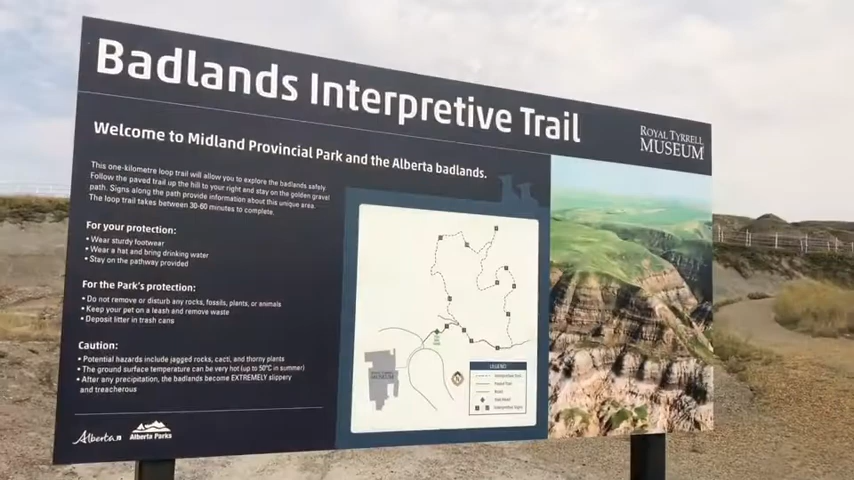 Badlands Interpretive Trail
ROYAL TYRRELL
MUSEUM
Welcome to Midland Provincial Park and the Alberta badlands.
This one-kilometre loop trail will allow you to explore the badlands safely.
Follow the paved trail up the hill to your right and stay on the golden gravel
path. Signs along the path provide information about this unique area.
The loop trail takes between 30-60 minutes to complete.
For your protection:
• Wear sturdy footwear
• Wear a hat and bring drinking water
• Stay on the pathway provided
For the Park's protection:
• Do not remove or disturb any rocks, fossils, plants, or animals
• Keep your pet on a leash and remove waste
• Deposit litter in trash cans
Caution:
• Potential hazards include jagged rocks, cacti, and thorny plants
• The ground surface temperature can be very hot (up to 50°C in summer)
• After any precipitation, the badlands become EXTREMELY slippery
and treacherous
Alberta
Alberta Parks
MUSEUM
LEGEND
Interpretive Trail
Paved Trail
Interpretive Signs